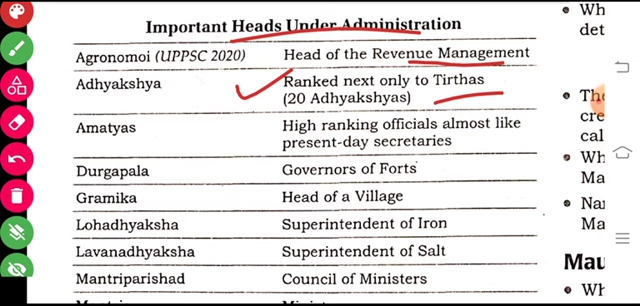 Important Heads Under Administration
Agronomoi (UPPSC 2020) Head of the Revenue Management
Adhyakshya Ranked next only to Tirthas
(20 Adhyakshyas)
Amatyas High ranking officials almost like
present-day secretaries
Durgapala Governors of Forts
Gramika Head of a Village
Lohadhyaksha Superintendent of Iron
Lavanadhyaksha Superintendent of Salt
Mantriparishad Council of Ministers
• Wh
det
• The
cre
cal
• Wh
Ma
• Nar
Ma
Mau
• Wh